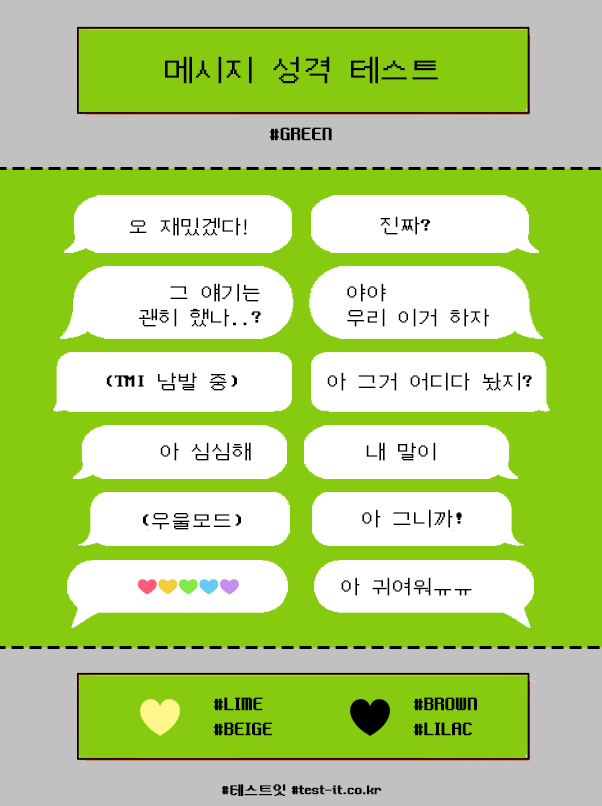 메시지 성격 테스트
#GREEN
오 재밌겠다!
진짜?
그 얘기는
괜히 했나..?
야야
우리 이거 하자
(TMI 남발 중)
아 그거 어디다 놨지?
아 심심해
내 말이
(우울모드)
아 그니까!
아 귀여워ㅠㅠ
#LIME
#BEIGE
#BROWN
#LILAC
#테스트잇 #test-it.co.kr